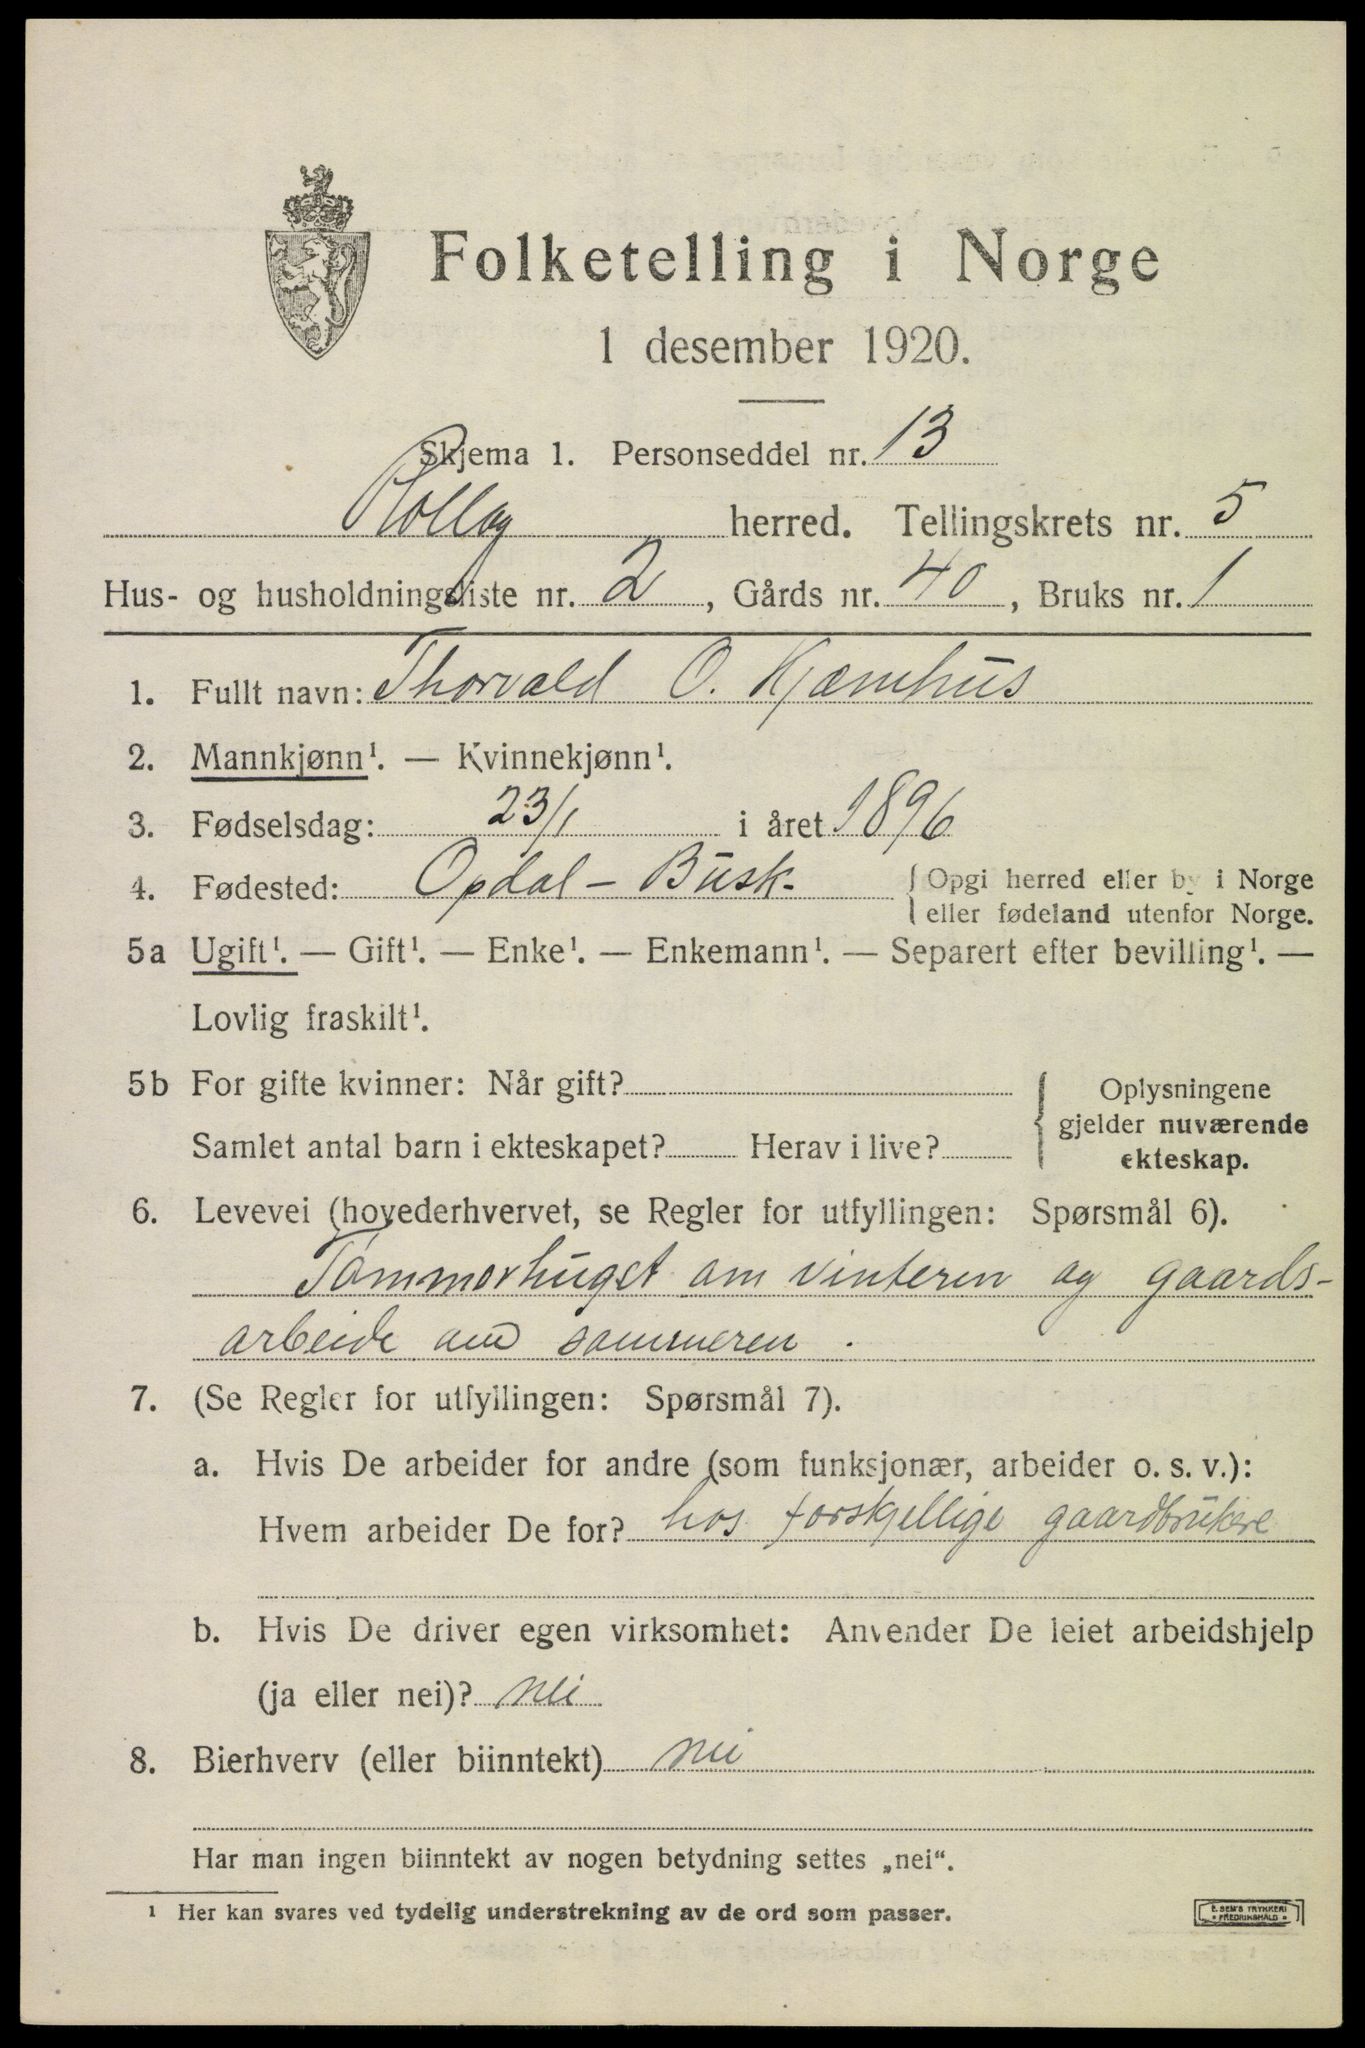 Folketelling i Norge
1 desember 1920.
Skjema 1. Personseddel nr. 13
Rollag herred. Tellingskrets nr. 5
Hus- og husholdningsliste nr. 2, Gårds nr. 40, Bruks nr. 1
1. Fullt navn: Thorvald O. Kjæmhus
2. Mannkjønn¹. — Kvinnekjønn¹.
3. Fødselsdag: 23/1 i året 1896
4. Fødested: Opdal - Busk. { Opgi herred eller by i Norge
eller fødeland utenfor Norge.
5a Ugift¹. — Gift¹. — Enke¹. — Enkemann¹. — Separert efter bevilling¹. —
Lovlig fraskilt¹.
5b For gifte kvinner: Når gift?
Samlet antal barn i ekteskapet? Herav i live?
{ Oplysningene
gjelder nuværende
ekteskap.
6. Levevei (hovederhvervet, se Regler for utfyllingen: Spørsmål 6).
Tømmerhugst om vinteren og gaards-
arbeide om sommeren.
7. (Se Regler for utfyllingen: Spørsmål 7).
a. Hvis De arbeider for andre (som funksjonær, arbeider o. s. v.):
Hvem arbeider De for? hos forskjellige gaardbrukere
b. Hvis De driver egen virksomhet: Anvender De leiet arbeidshjelp
(ja eller nei)? nei
8. Bierhverv (eller biinntekt) nei
Har man ingen biinntekt av nogen betydning settes „nei“.
¹ Her kan svares ved tydelig understrekning av de ord som passer.
E. SEM'S TRYKKERI
• FREDRIKSHALD •